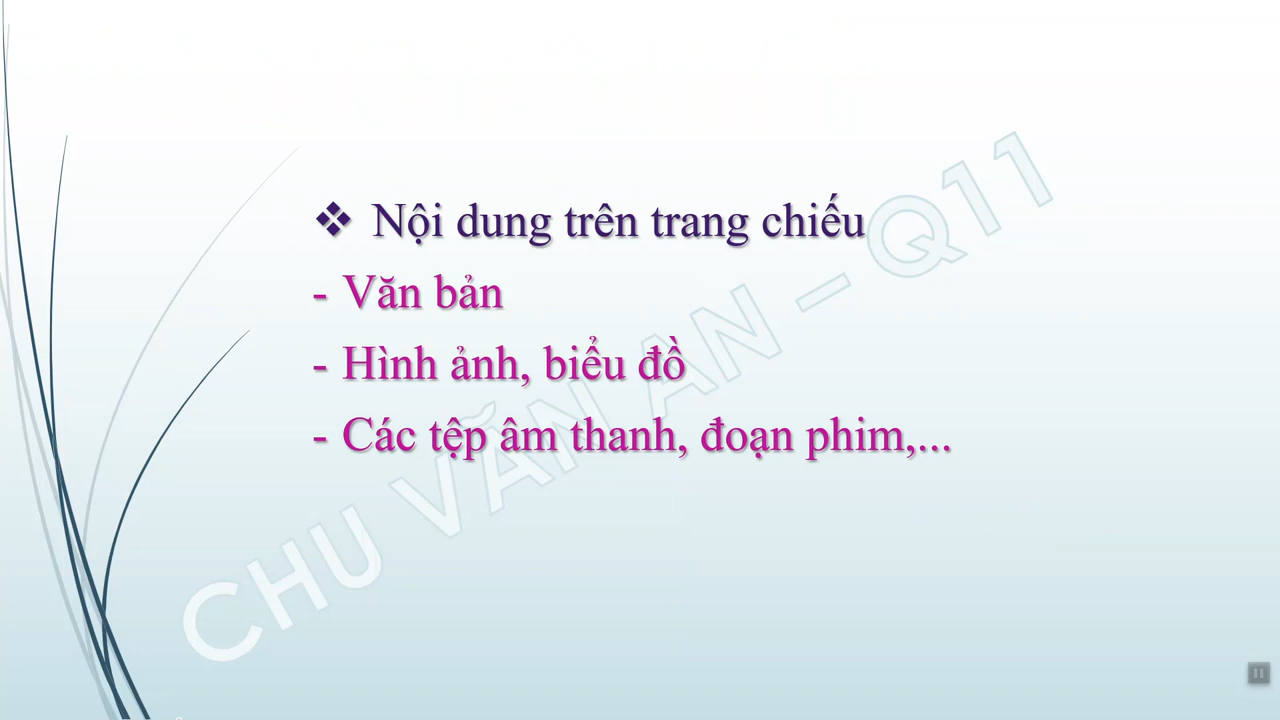 ❖ Nội dung trên trang chiếu
- Văn bản
- Hình ảnh, biểu đồ
- Các tệp âm thanh, đoạn phim,...
CHU VĂN AN – Q11